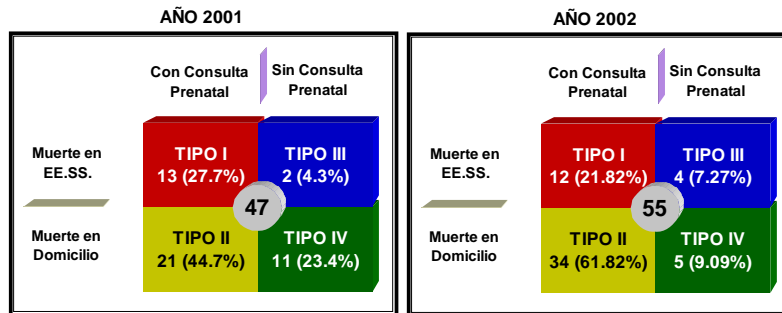 AÑO 2001
Con Consulta
Prenatal
Sin Consulta
Prenatal
Muerte en
EE.SS.
TIPO I
13 (27.7%)
TIPO III
2 (4.3%)
47
Muerte en
Domicilio
TIPO II
21 (44.7%)
TIPO IV
11 (23.4%)
AÑO 2002
Con Consulta
Prenatal
Sin Consulta
Prenatal
Muerte en
EE.SS.
TIPO I
12 (21.82%)
TIPO III
4 (7.27%)
55
Muerte en
Domicilio
TIPO II
34 (61.82%)
TIPO IV
5 (9.09%)